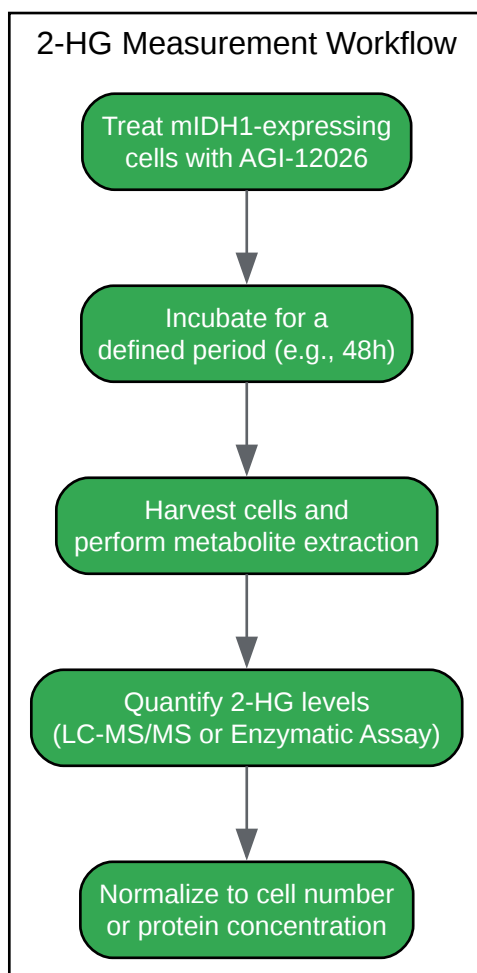 2-HG Measurement Workflow
Treat mIDH1-expressing
cells with AGI-12026
Incubate for a
defined period (e.g., 48h)
Harvest cells and
perform metabolite extraction
Quantify 2-HG levels
(LC-MS/MS or Enzymatic Assay)
Normalize to cell number
or protein concentration